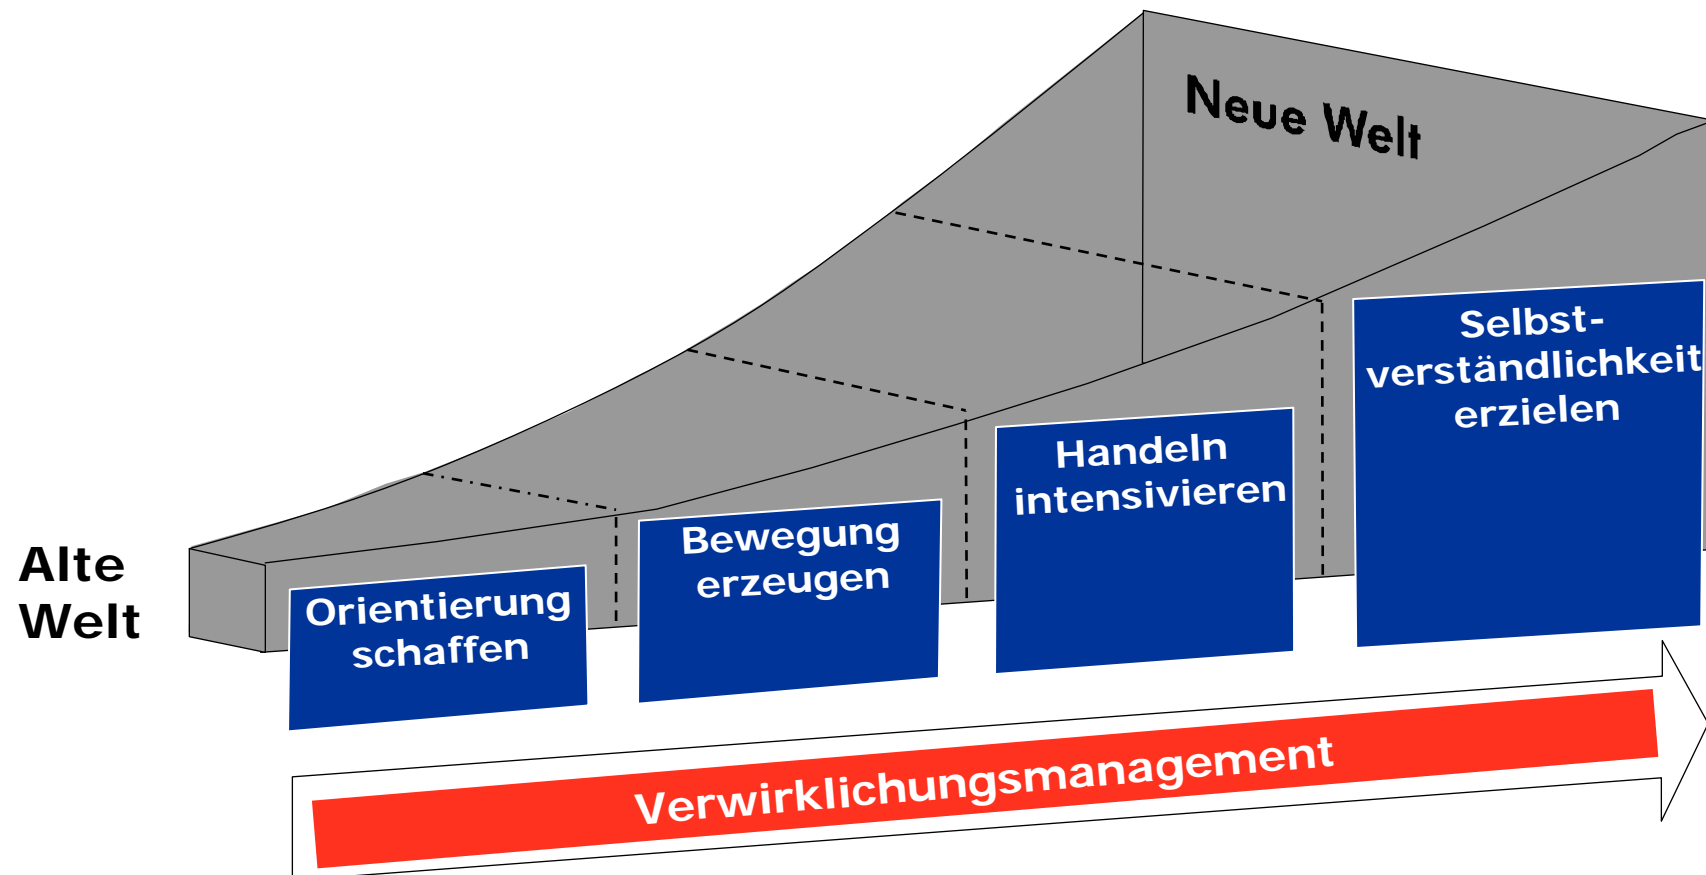 Neue Welt
Alte
Welt
Orientierung
schaffen
Bewegung
erzeugen
Handeln
intensivieren
Selbst-
verständlichkeit
erzielen
Verwirklichungsmanagement